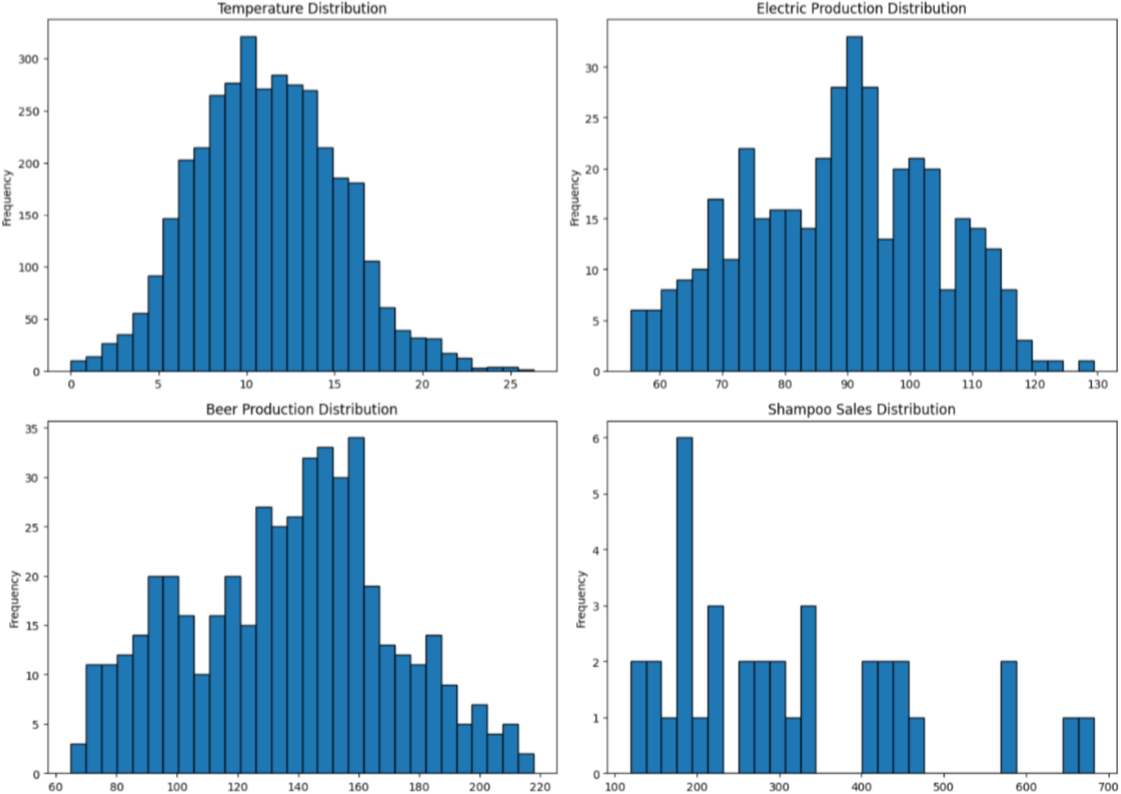 Temperature Distribution
Frequency
300
250
200
150
100
50
0
0 5 10 15 20 25
Electric Production Distribution
Frequency
30
25
20
15
10
5
0
60 70 80 90 100 110 120 130
Beer Production Distribution
Frequency
35
30
25
20
15
10
5
0
60 80 100 120 140 160 180 200 220
Shampoo Sales Distribution
Frequency
6
5
4
3
2
1
0
100 200 300 400 500 600 700